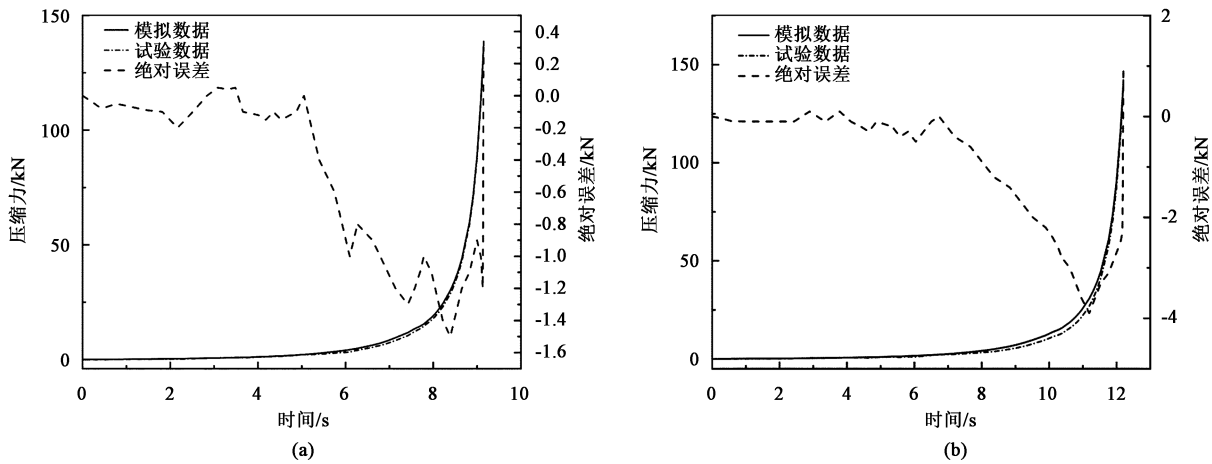 150
100
50
0
压缩力/kN
模拟数据
试验数据
绝对误差
0.4
0.2
0.0
-0.2
-0.4
-0.6
-0.8
-1.0
-1.2
-1.4
-1.6
绝对误差/kN
0 2 4 6 8 10
时间/s
(a)
150
100
50
0
压缩力/kN
模拟数据
试验数据
绝对误差
2
0
-2
-4
绝对误差/kN
0 2 4 6 8 10 12
时间/s
(b)